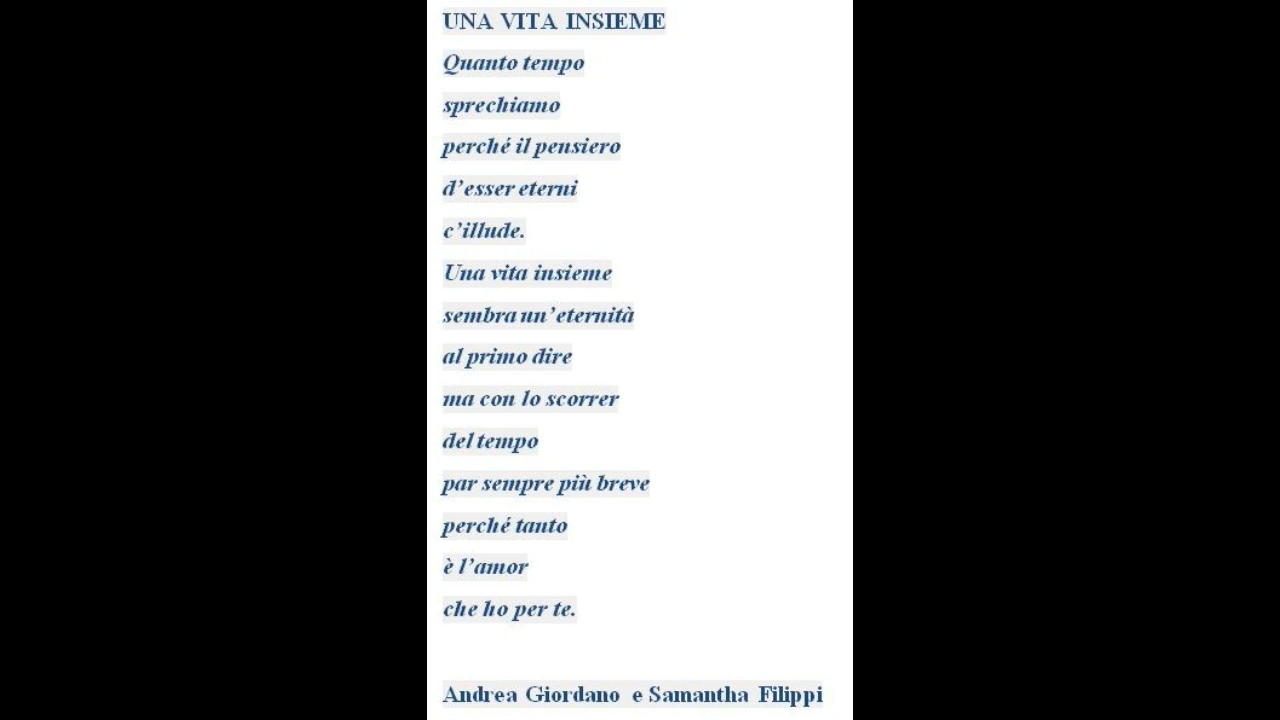 UNA VITA INSIEME
Quanto tempo
sprechiamo
perché il pensiero
d’esser eterni
c’illude.
Una vita insieme
sembra un’eternità
al primo dire
ma con lo scorrer
del tempo
par sempre più breve
perché tanto
è l’amor
che ho per te.
Andrea Giordano e Samantha Filippi